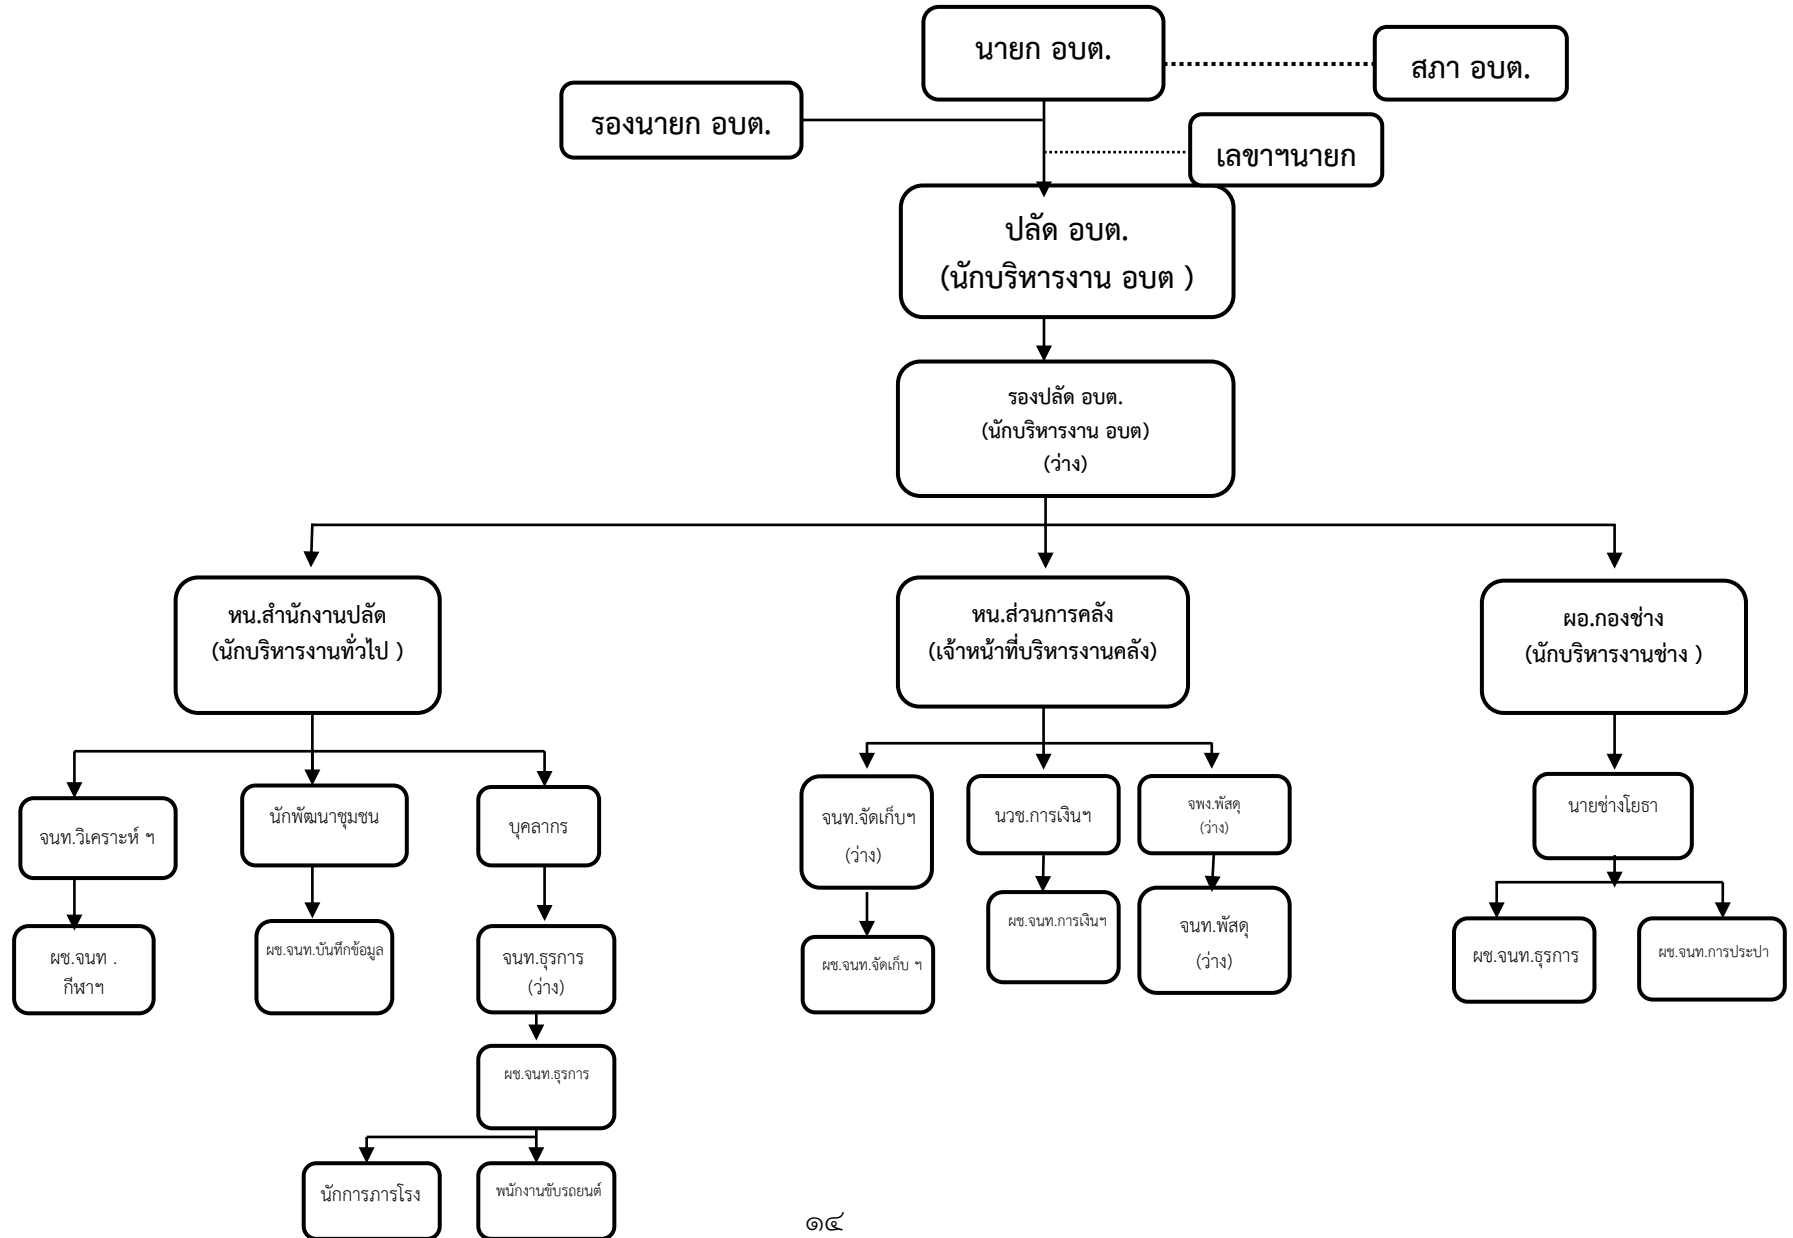 นายก อบต.
สภา อบต.
รองนายก อบต.
เลขาฯนายก
ปลัด อบต.
(นักบริหารงาน อบต )
รองปลัด อบต.
(นักบริหารงาน อบต)
(ว่าง)
หน.สำนักงานปลัด
(นักบริหารงานทั่วไป )
หน.ส่วนการคลัง
(เจ้าหน้าที่บริหารงานคลัง)
ผอ.กองช่าง
(นักบริหารงานช่าง )
จนท.วิเคราะห์ ฯ
นักพัฒนาชุมชน
บุคลากร
จนท.จัดเก็บฯ
(ว่าง)
นวช.การเงินฯ
จพง.พัสดุ
(ว่าง)
นายช่างโยธา
ผช.จนท .
กีฬาฯ
ผช.จนท.บันทึกข้อมูล
จนท.ธุรการ
(ว่าง)
ผช.จนท.จัดเก็บ ฯ
ผช.จนท.การเงินฯ
จนท.พัสดุ
(ว่าง)
ผช.จนท.ธุรการ
ผช.จนท.การประปา
ผช.จนท.ธุรการ
นักการภารโรง
พนักงานขับรถยนต์
๑๔